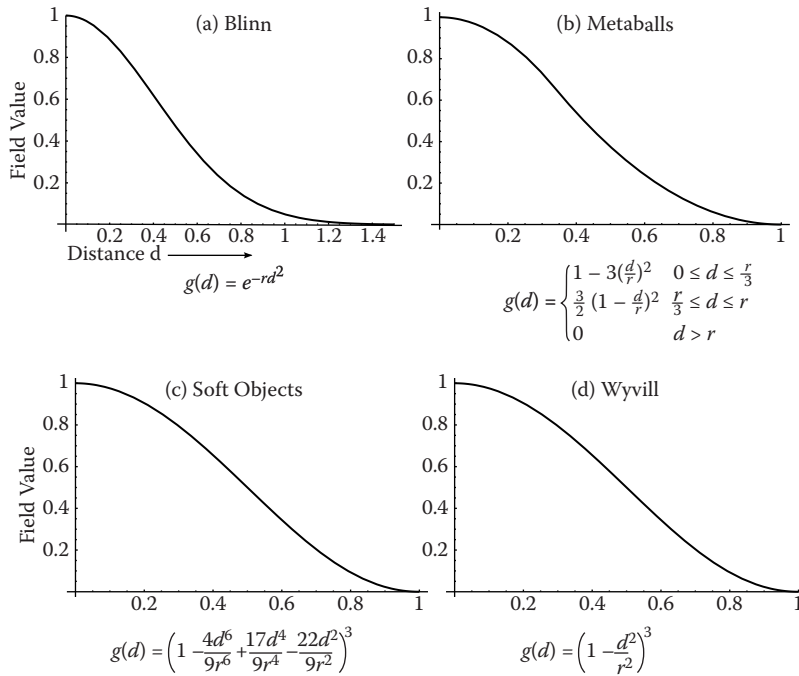 (a) Blinn
1
0.8
0.6
0.4
0.2
Field Value
0.2 0.4 0.6 0.8 1 1.2 1.4
Distance d
g(d) = e^{-rd^2}
(b) Metaballs
1
0.8
0.6
0.4
0.2
0.2 0.4 0.6 0.8 1
g(d) = { 1 − 3(d/r)^2   0 ≤ d ≤ r/3
3/2 (1 − d/r)^2   r/3 ≤ d ≤ r
0   d > r
(c) Soft Objects
1
0.8
0.6
0.4
0.2
Field Value
0.2 0.4 0.6 0.8 1
g(d) = (1 − 4d^6/9r^6 + 17d^4/9r^4 − 22d^2/9r^2)^3
(d) Wyvill
1
0.8
0.6
0.4
0.2
0.2 0.4 0.6 0.8 1
g(d) = (1 − d^2/r^2)^3